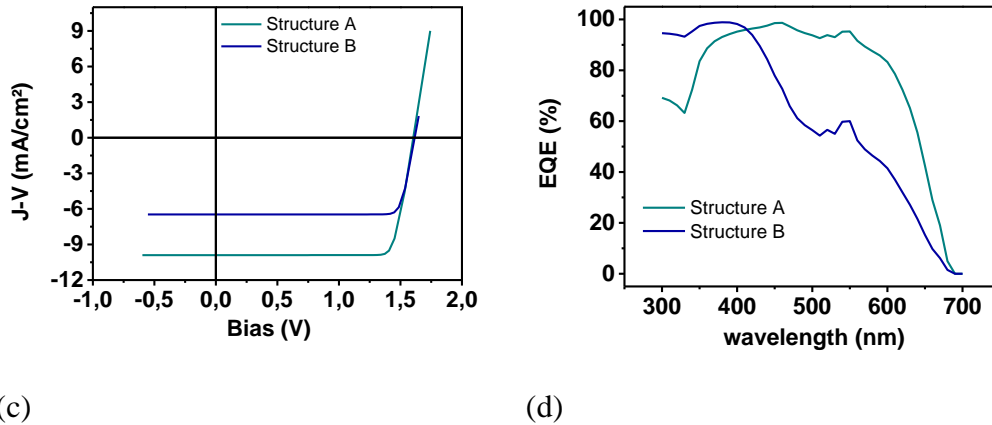 9
6
3
0
-3
-6
-9
-12
J-V (mA/cm²)
Structure A
Structure B
-1,0 -0,5 0,0 0,5 1,0 1,5 2,0
Bias (V)
100
80
60
40
20
0
EQE (%)
Structure A
Structure B
300 400 500 600 700
wavelength (nm)
(c) (d)